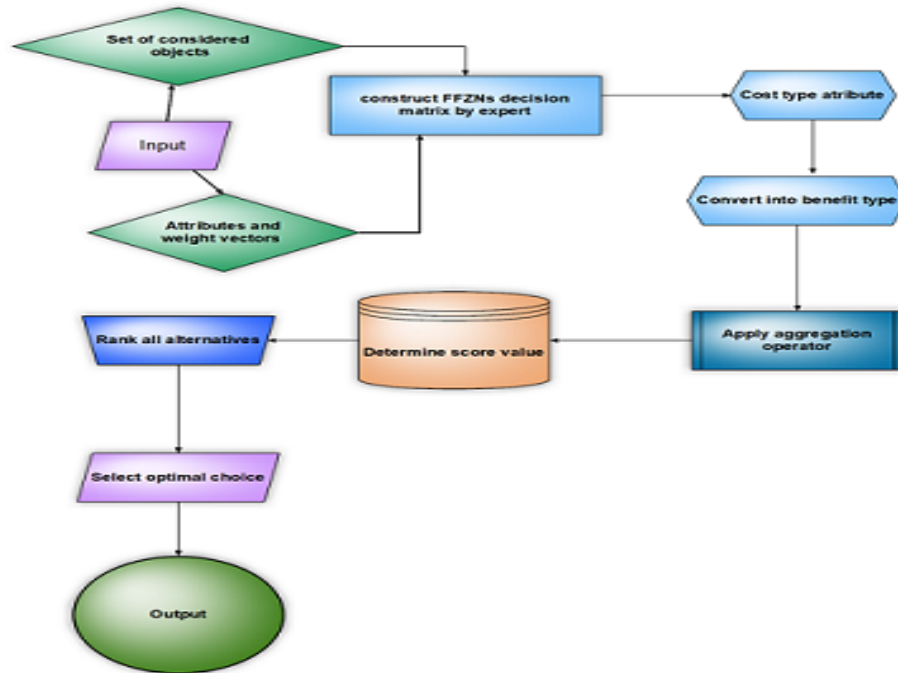 Set of considered
objects
construct FFZNs decision
matrix by expert
Cost type atribute
Input
Convert into benefit type
Attributes and
weight vectors
Rank all alternatives
Determine score value
Apply aggregation
operator
Select optimal choice
Output